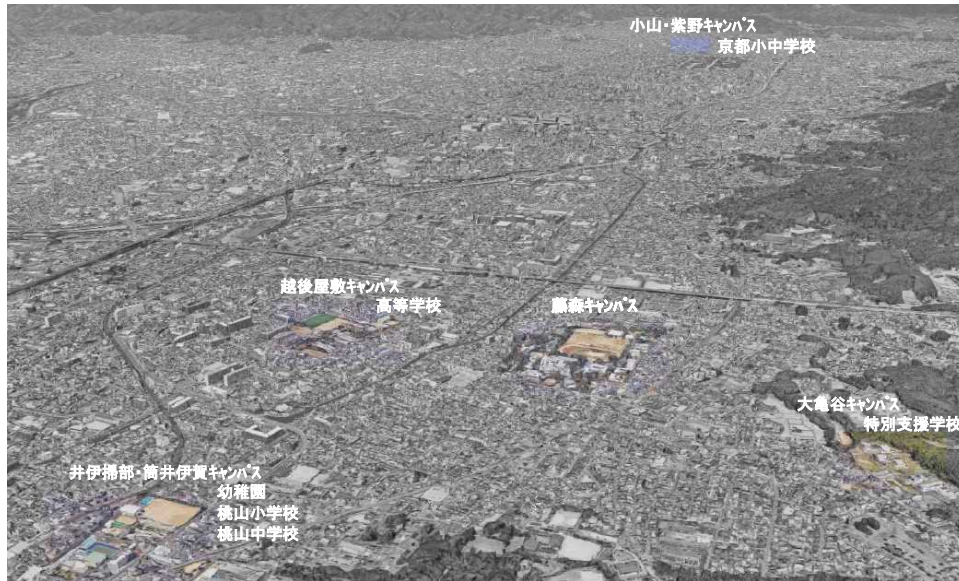 小山・紫野キャンパス
京都小中学校
越後屋敷キャンパス
高等学校
藤森キャンパス
大亀谷キャンパス
特別支援学校
井伊掃部・筒井伊賀キャンパス
幼稚園
桃山小学校
桃山中学校